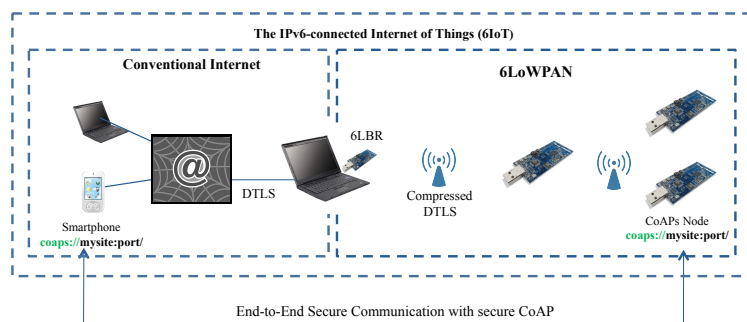 The IPv6-connected Internet of Things (6IoT)
Conventional Internet
6LoWPAN
6LBR
@
DTLS
Compressed
DTLS
Smartphone
coaps://mysite:port/
CoAPs Node
coaps://mysite:port/
End-to-End Secure Communication with secure CoAP